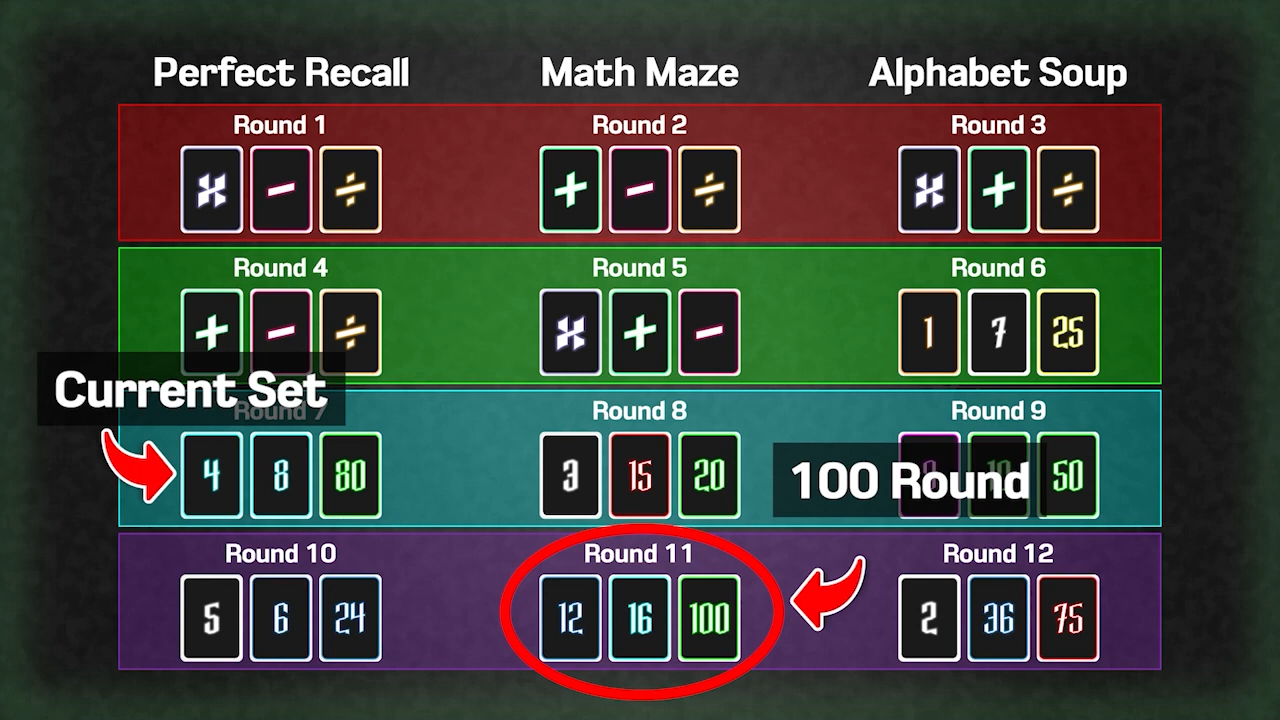 Perfect Recall Math Maze Alphabet Soup
Round 1 Round 2 Round 3
x − ÷ + − ÷ x + ÷
Round 4 Round 5 Round 6
+ − ÷ x + − 1 7 25
Current Set
Round 7 Round 8 Round 9
4 8 80 3 15 20 50
100 Round
Round 10 Round 11 Round 12
5 6 24 12 16 100 2 36 75